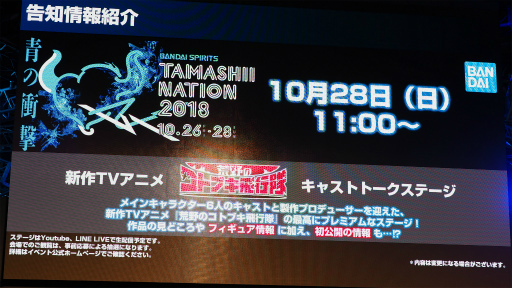 告知情報紹介
青の衝撃
BANDAI SPIRITS
TAMASHII
NATION
2018
10.26-28
10月28日（日）
11:00～
BAN
DAI
新作TVアニメ
荒野の
コトブキ飛行隊
キャストトークステージ
メインキャラクター6人のキャストと製作プロデューサーを迎えた、
新作TVアニメ『荒野のコトブキ飛行隊』の最高にプレミアムなステージ！
作品の見どころや フィギュア情報 に加え、初公開の情報 も…!?
ステージはYoutube、LINE LIVEで生配信予定です。
会場でのご観覧は、事前応募による抽選になります。
詳細はイベント公式ホームページでご確認ください。
＊内容は変更になる場合がございます。